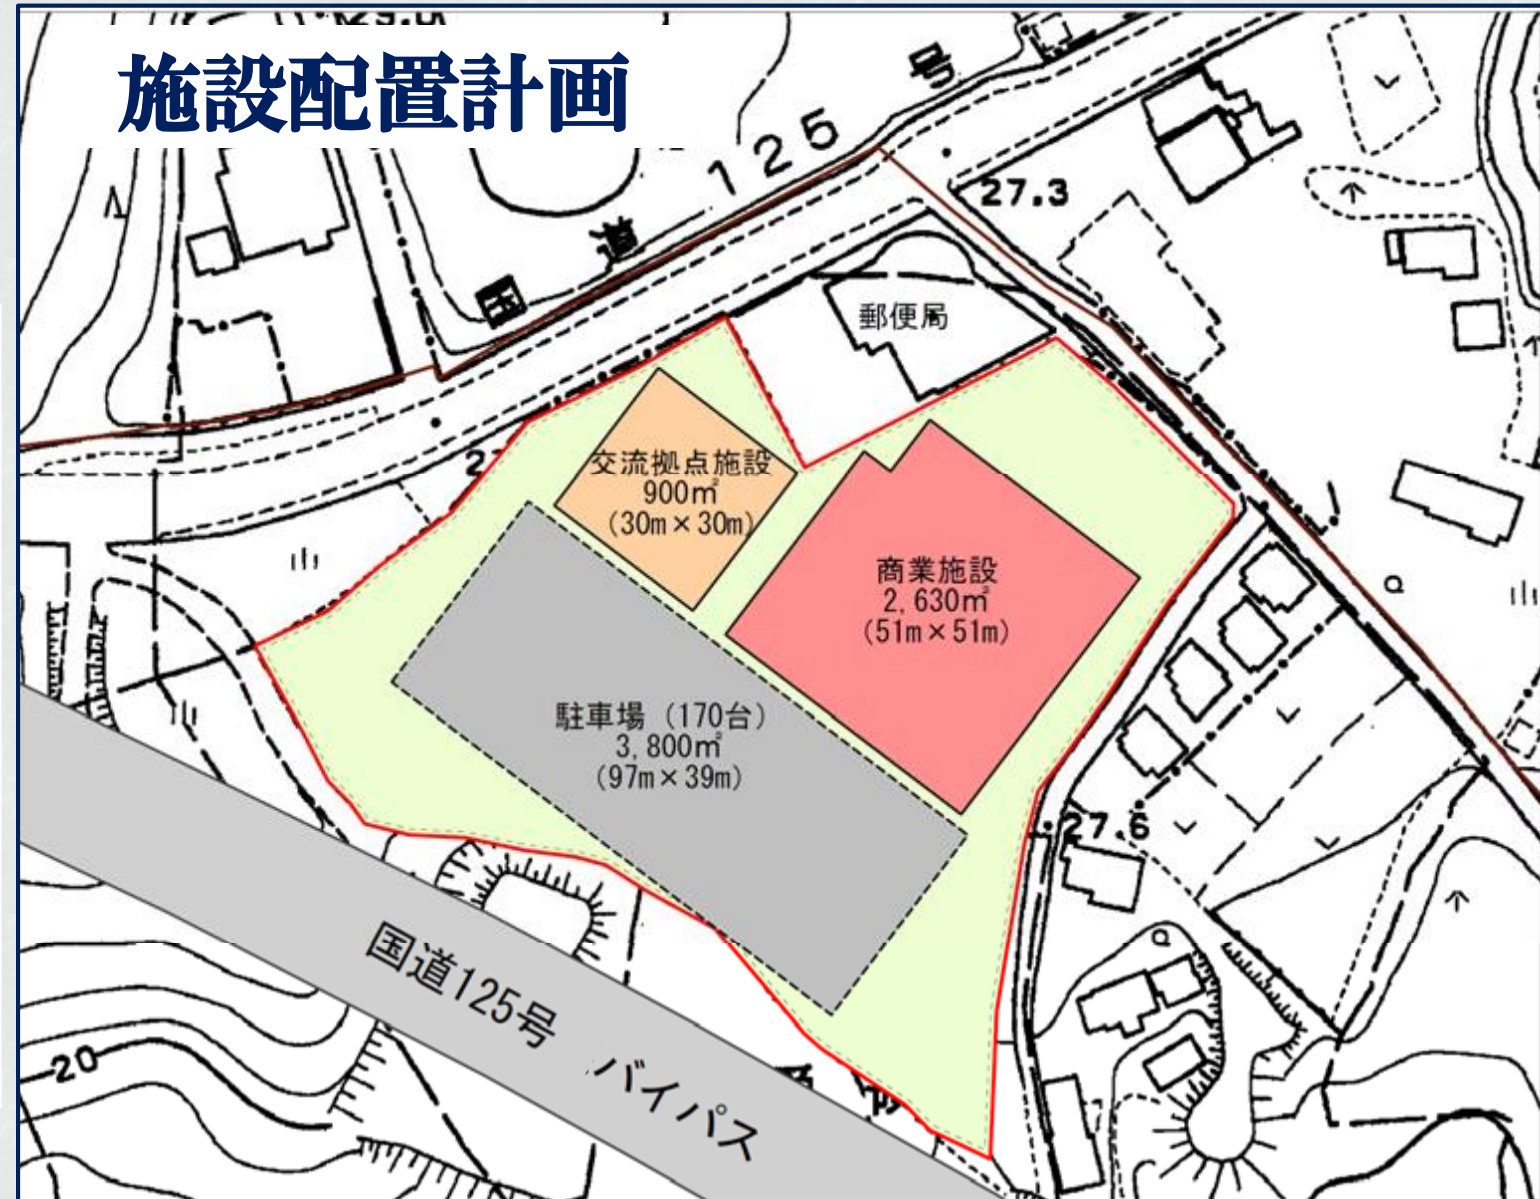 施設配置計画
国道125号
27.3
郵便局
交流拠点施設
900㎡
(30m×30m)
商業施設
2,630㎡
(51m×51m)
駐車場（170台）
3,800㎡
(97m×39m)
27.6
国道125号 バイパス
20